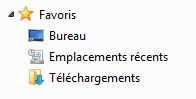 Favoris
Bureau
Emplacements récents
Téléchargements